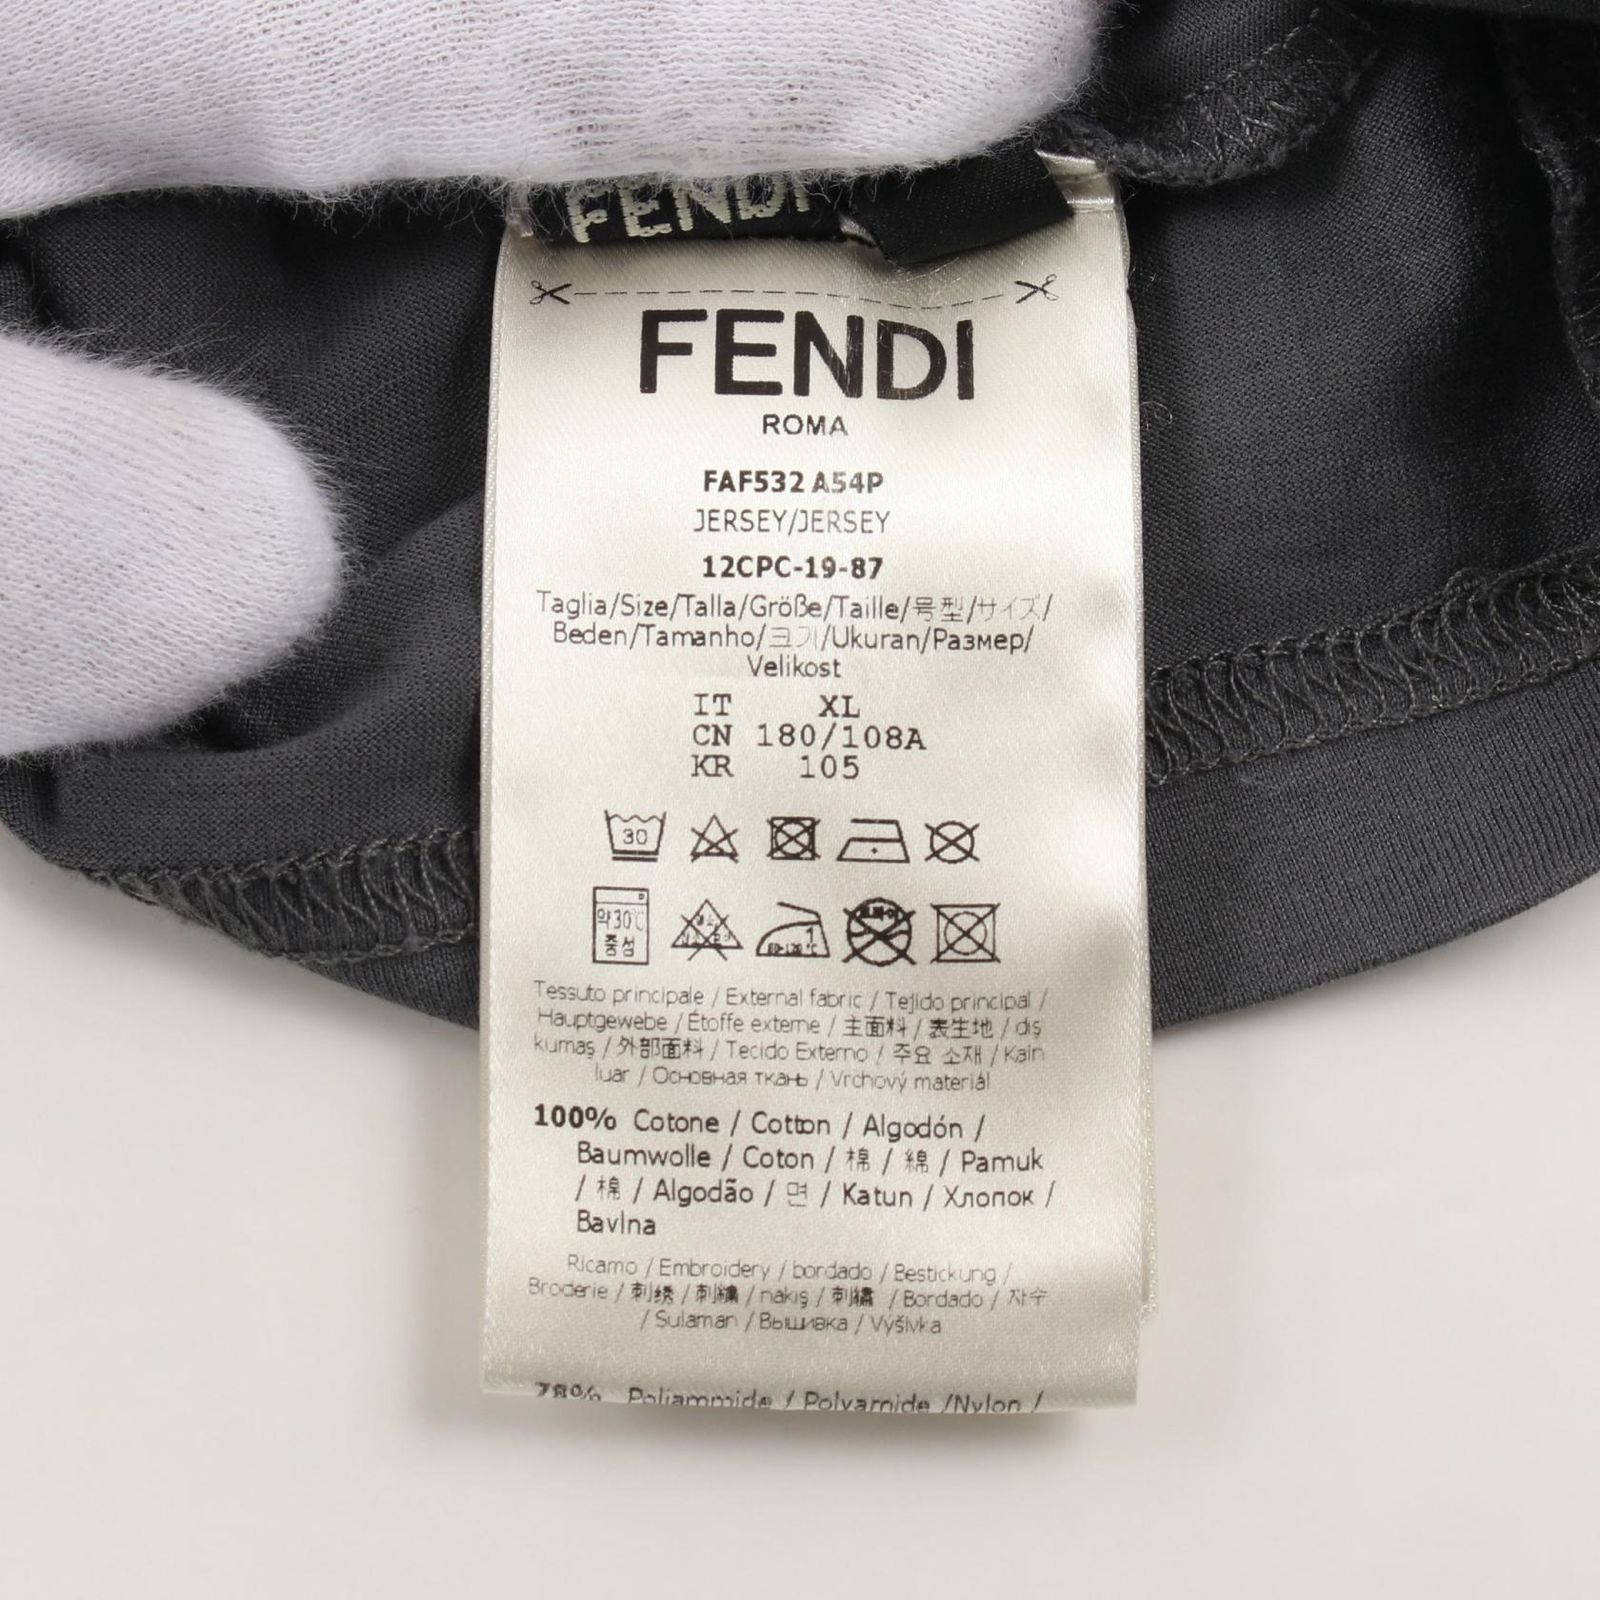 FENDI
FENDI
ROMA
FAF532 A54P
JERSEY/JERSEY
12CPC-19-87
Taglia/Size/Talla/Größe/Taille/号型/サイズ/
Beden/Tamanho/크기/Ukuran/Размер/
Velikost
IT XL
CN 180/108A
KR 105
30
약30℃
중성
1
80-120℃
Tessuto principale / External fabric / Tejido principal /
Hauptgewebe / Étoffe externe / 主面料 / 表生地 / dış
kumaş / 外部面料 / Tecido Externo / 주요 소재 / Kain
luar / Основная ткань / Vrchový materiál
100% Cotone / Cotton / Algodón /
Baumwolle / Coton / 棉 / 綿 / Pamuk
/ 棉 / Algodão / 면 / Katun / Хлопок /
Bavlna
Ricamo / Embroidery / bordado / Bestickung /
Broderie / 刺绣 / 刺繍 / nakış / 刺繡 / Bordado / 자수
/ Sulaman / Вышивка / Výšivka
78% Poliammide / Polyamide /Nylon /